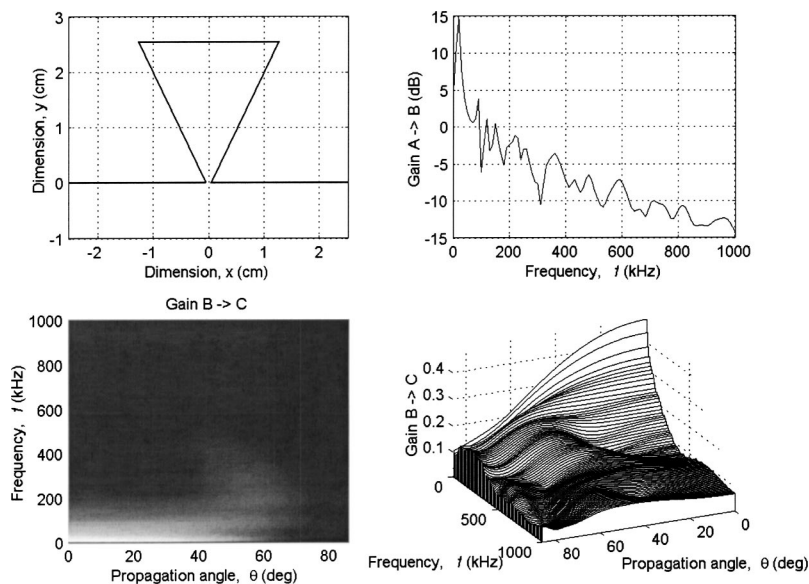 3
2
1
0
-1
Dimension, y (cm)
-2 -1 0 1 2
Dimension, x (cm)
15
10
5
0
-5
-10
-15
Gain A -> B (dB)
0 200 400 600 800 1000
Frequency, f (kHz)
Gain B -> C
1000
800
600
400
200
0
Frequency, f (kHz)
0 20 40 60 80
Propagation angle, θ (deg)
0.4
0.3
0.2
0.1
Gain B -> C
0
500
1000
Frequency, f (kHz)
80 60 40 20 0
Propagation angle, θ (deg)